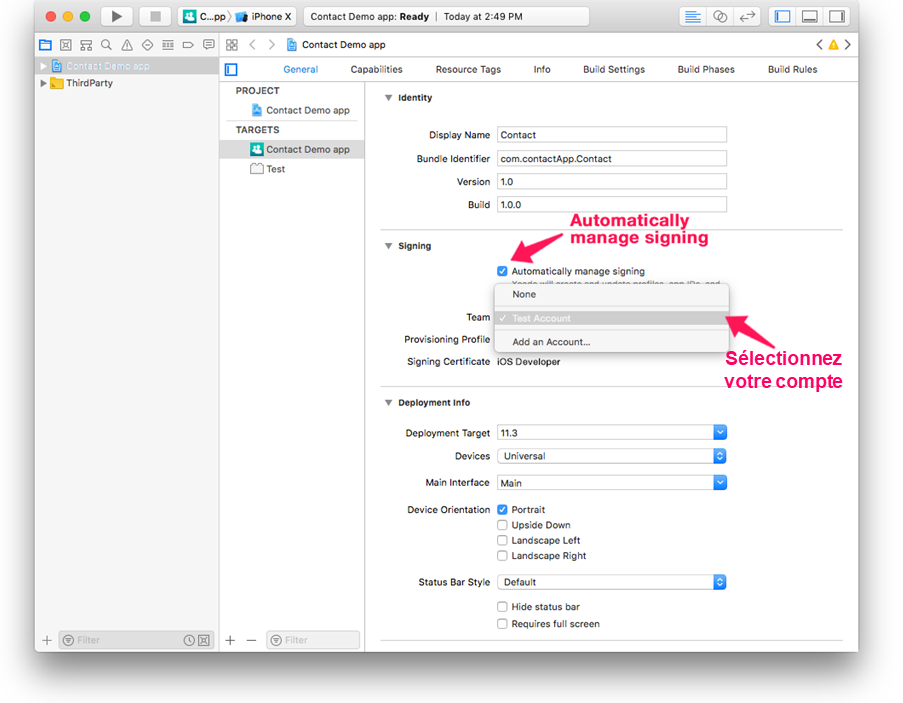 C...pp
iPhone X
Contact Demo app: Ready | Today at 2:49 PM
Contact Demo app
Contact Demo app
ThirdParty
General
Capabilities
Resource Tags
Info
Build Settings
Build Phases
Build Rules
PROJECT
Contact Demo app
TARGETS
Contact Demo app
Test
Identity
Display Name Contact
Bundle Identifier com.contactApp.Contact
Version 1.0
Build 1.0.0
Automatically
manage signing
Signing
Automatically manage signing
Xcode will create and update profiles, app IDs, and
None
Team Test Account
Provisioning Profile
Add an Account...
Signing Certificate iOS Developer
Sélectionnez
votre compte
Deployment Info
Deployment Target 11.3
Devices Universal
Main Interface Main
Device Orientation Portrait
Upside Down
Landscape Left
Landscape Right
Status Bar Style Default
Hide status bar
Requires full screen
Filter
Filter